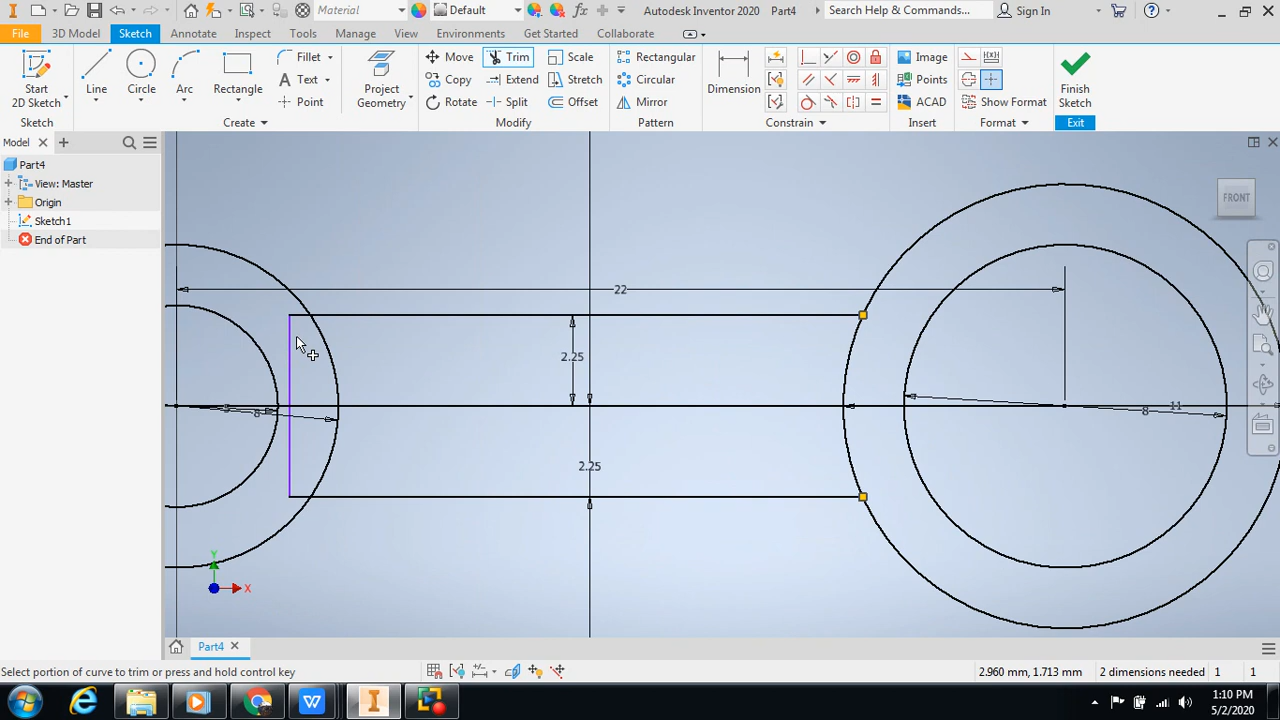 Material Default fx Autodesk Inventor 2020 Part4 Search Help & Commands... Sign In
File 3D Model Sketch Annotate Inspect Tools Manage View Environments Get Started Collaborate
Start 2D Sketch Line Circle Arc Rectangle Fillet Text Point Project Geometry Move Trim Scale Copy Extend Stretch Rotate Split Offset Rectangular Circular Mirror Dimension Image Points ACAD Show Format Finish Sketch
Sketch Create Modify Pattern Constrain Insert Format Exit
Model
Part4
View: Master
Origin
Sketch1
End of Part
FRONT
22
2.25
8
8
11
2.25
Y
X
Part4
Select portion of curve to trim or press and hold control key 2.960 mm, 1.713 mm 2 dimensions needed 1 1
1:10 PM
5/2/2020